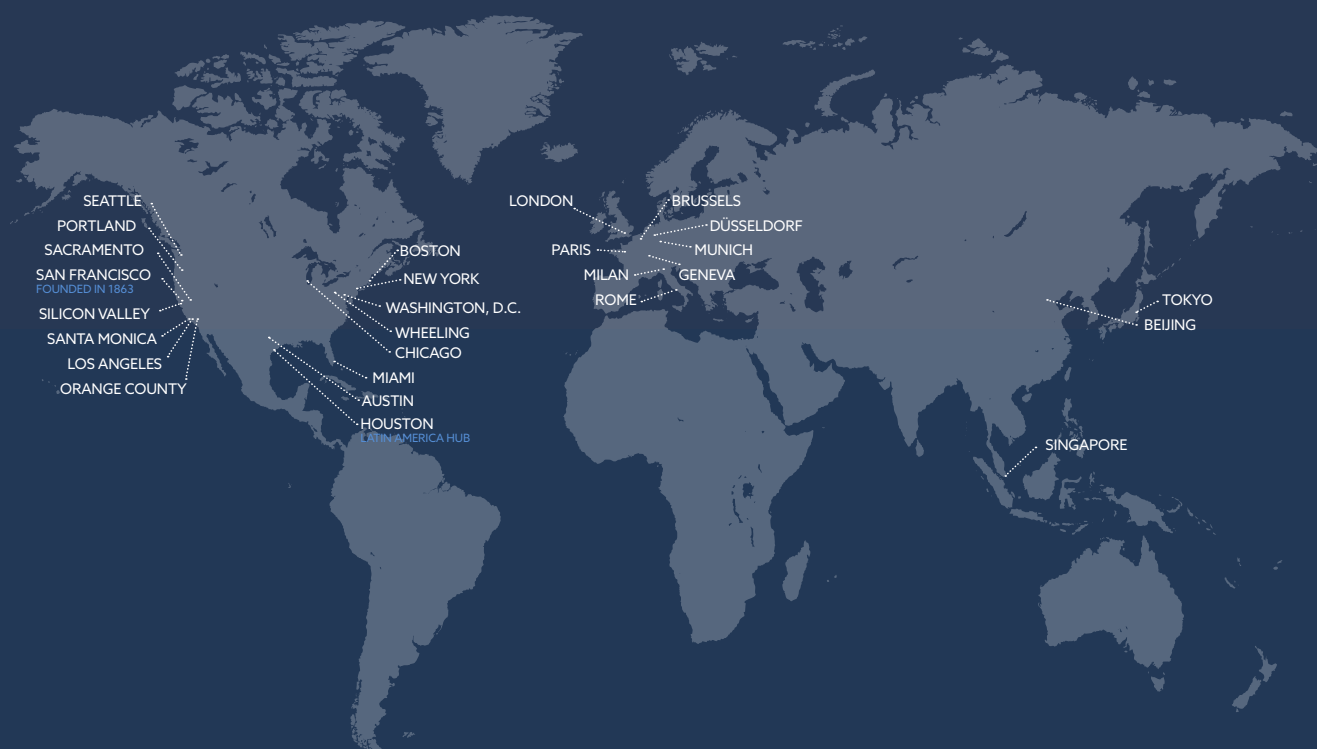 SEATTLE
PORTLAND
SACRAMENTO
SAN FRANCISCO
FOUNDED IN 1863
SILICON VALLEY
SANTA MONICA
LOS ANGELES
ORANGE COUNTY
BOSTON
NEW YORK
WASHINGTON, D.C.
WHEELING
CHICAGO
MIAMI
AUSTIN
HOUSTON
LATIN AMERICA HUB
LONDON
PARIS
MILAN
ROME
BRUSSELS
DÜSSELDORF
MUNICH
GENEVA
TOKYO
BEIJING
SINGAPORE